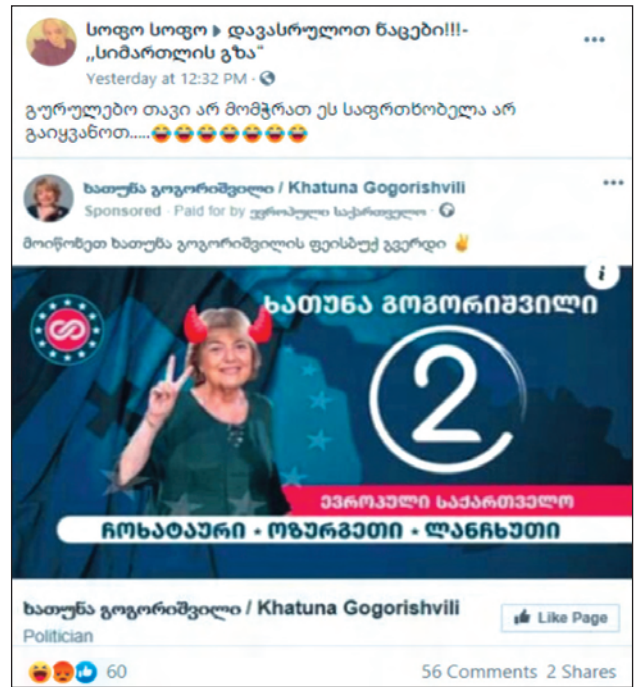 სოფო სოფო ▸ დავასრულოთ ნაცები!!!-
„სიმართლის გზა“
Yesterday at 12:32 PM ·
გურულებო თავი არ მომჭრათ ეს საფრთხობელა არ
გაიყვანოთ.....😂😂😂😂😂😂😂
ხათუნა გოგორიშვილი / Khatuna Gogorishvili
Sponsored · Paid for by ევროპული საქართველო ·
მოიწონეთ ხათუნა გოგორიშვილის ფეისბუქ გვერდი ✌
ხათუნა გოგორიშვილი
2
ევროპული საქართველო
ჩოხატაური • ოზურგეთი • ლანჩხუთი
ხათუნა გოგორიშვილი / Khatuna Gogorishvili
Like Page
Politician
60
56 Comments 2 Shares